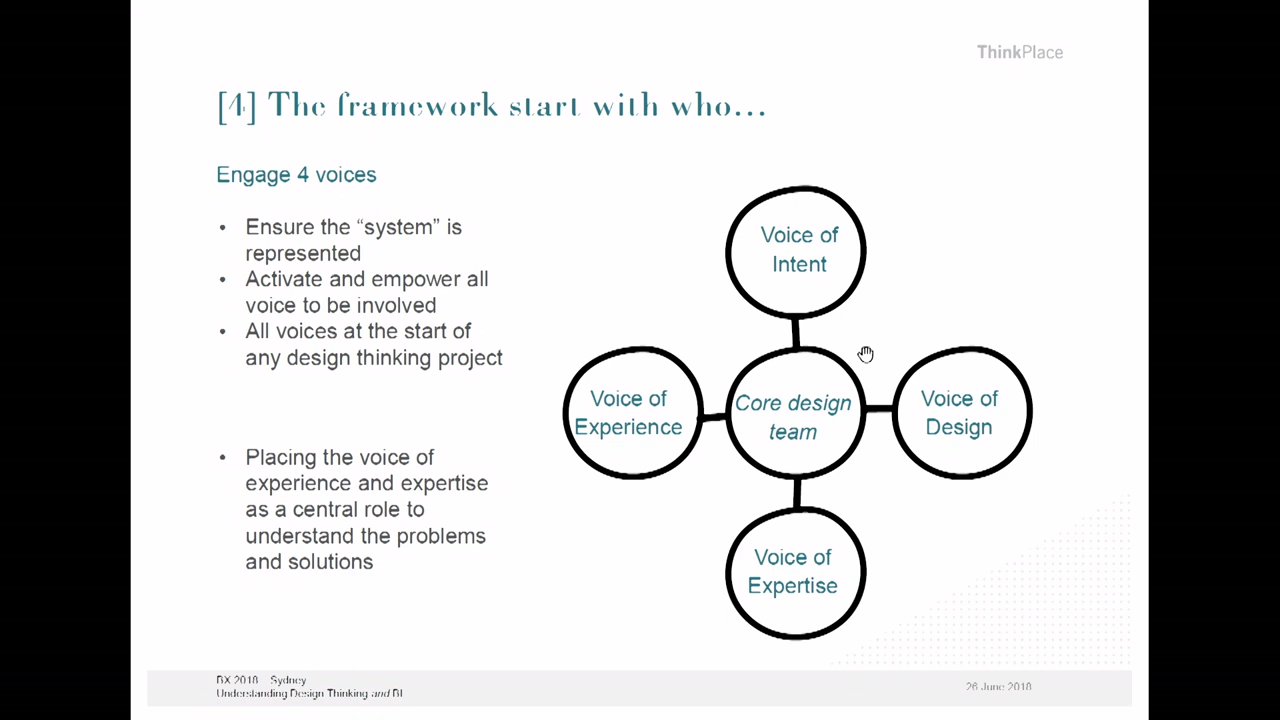 ThinkPlace
[4] The framework start with who...
Engage 4 voices
• Ensure the “system” is
represented
• Activate and empower all
voice to be involved
• All voices at the start of
any design thinking project
• Placing the voice of
experience and expertise
as a central role to
understand the problems
and solutions
Voice of
Intent
Voice of
Experience
Core design
team
Voice of
Design
Voice of
Expertise
BX 2018 Sydney
Understanding Design Thinking and BI
26 June 2018